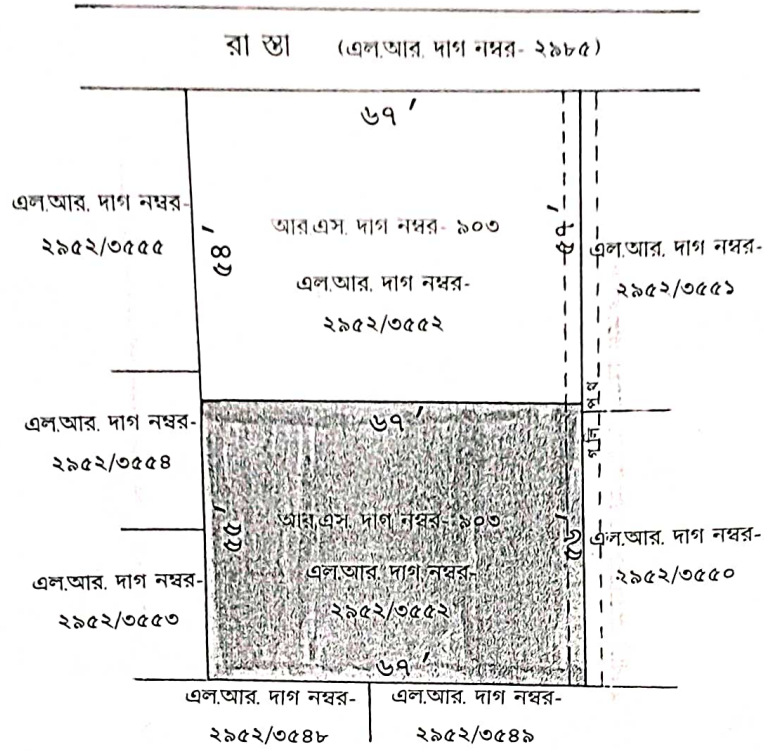 রা স্তা (এল.আর. দাগ নম্বর- ২৯৮৫)
৬৭ ′
এল.আর. দাগ নম্বর-
২৯৫২/৩৫৫৫
৫৪ ′
আর.এস. দাগ নম্বর- ৯০৩
এল.আর. দাগ নম্বর-
২৯৫২/৩৫৫২
এল.আর. দাগ নম্বর-
২৯৫২/৩৫৫১
এল.আর. দাগ নম্বর-
২৯৫২/৩৫৫৪
৬৭ ′
৫৫ ′
আর.এস. দাগ নম্বর- ৯০৩
এল.আর. দাগ নম্বর-
২৯৫২/৩৫৫২
এল.আর. দাগ নম্বর-
২৯৫২/৩৫৫০
এল.আর. দাগ নম্বর-
২৯৫২/৩৫৫৩
৬৭ ′
এল.আর. দাগ নম্বর-
২৯৫২/৩৫৪৮
এল.আর. দাগ নম্বর-
২৯৫২/৩৫৪৯